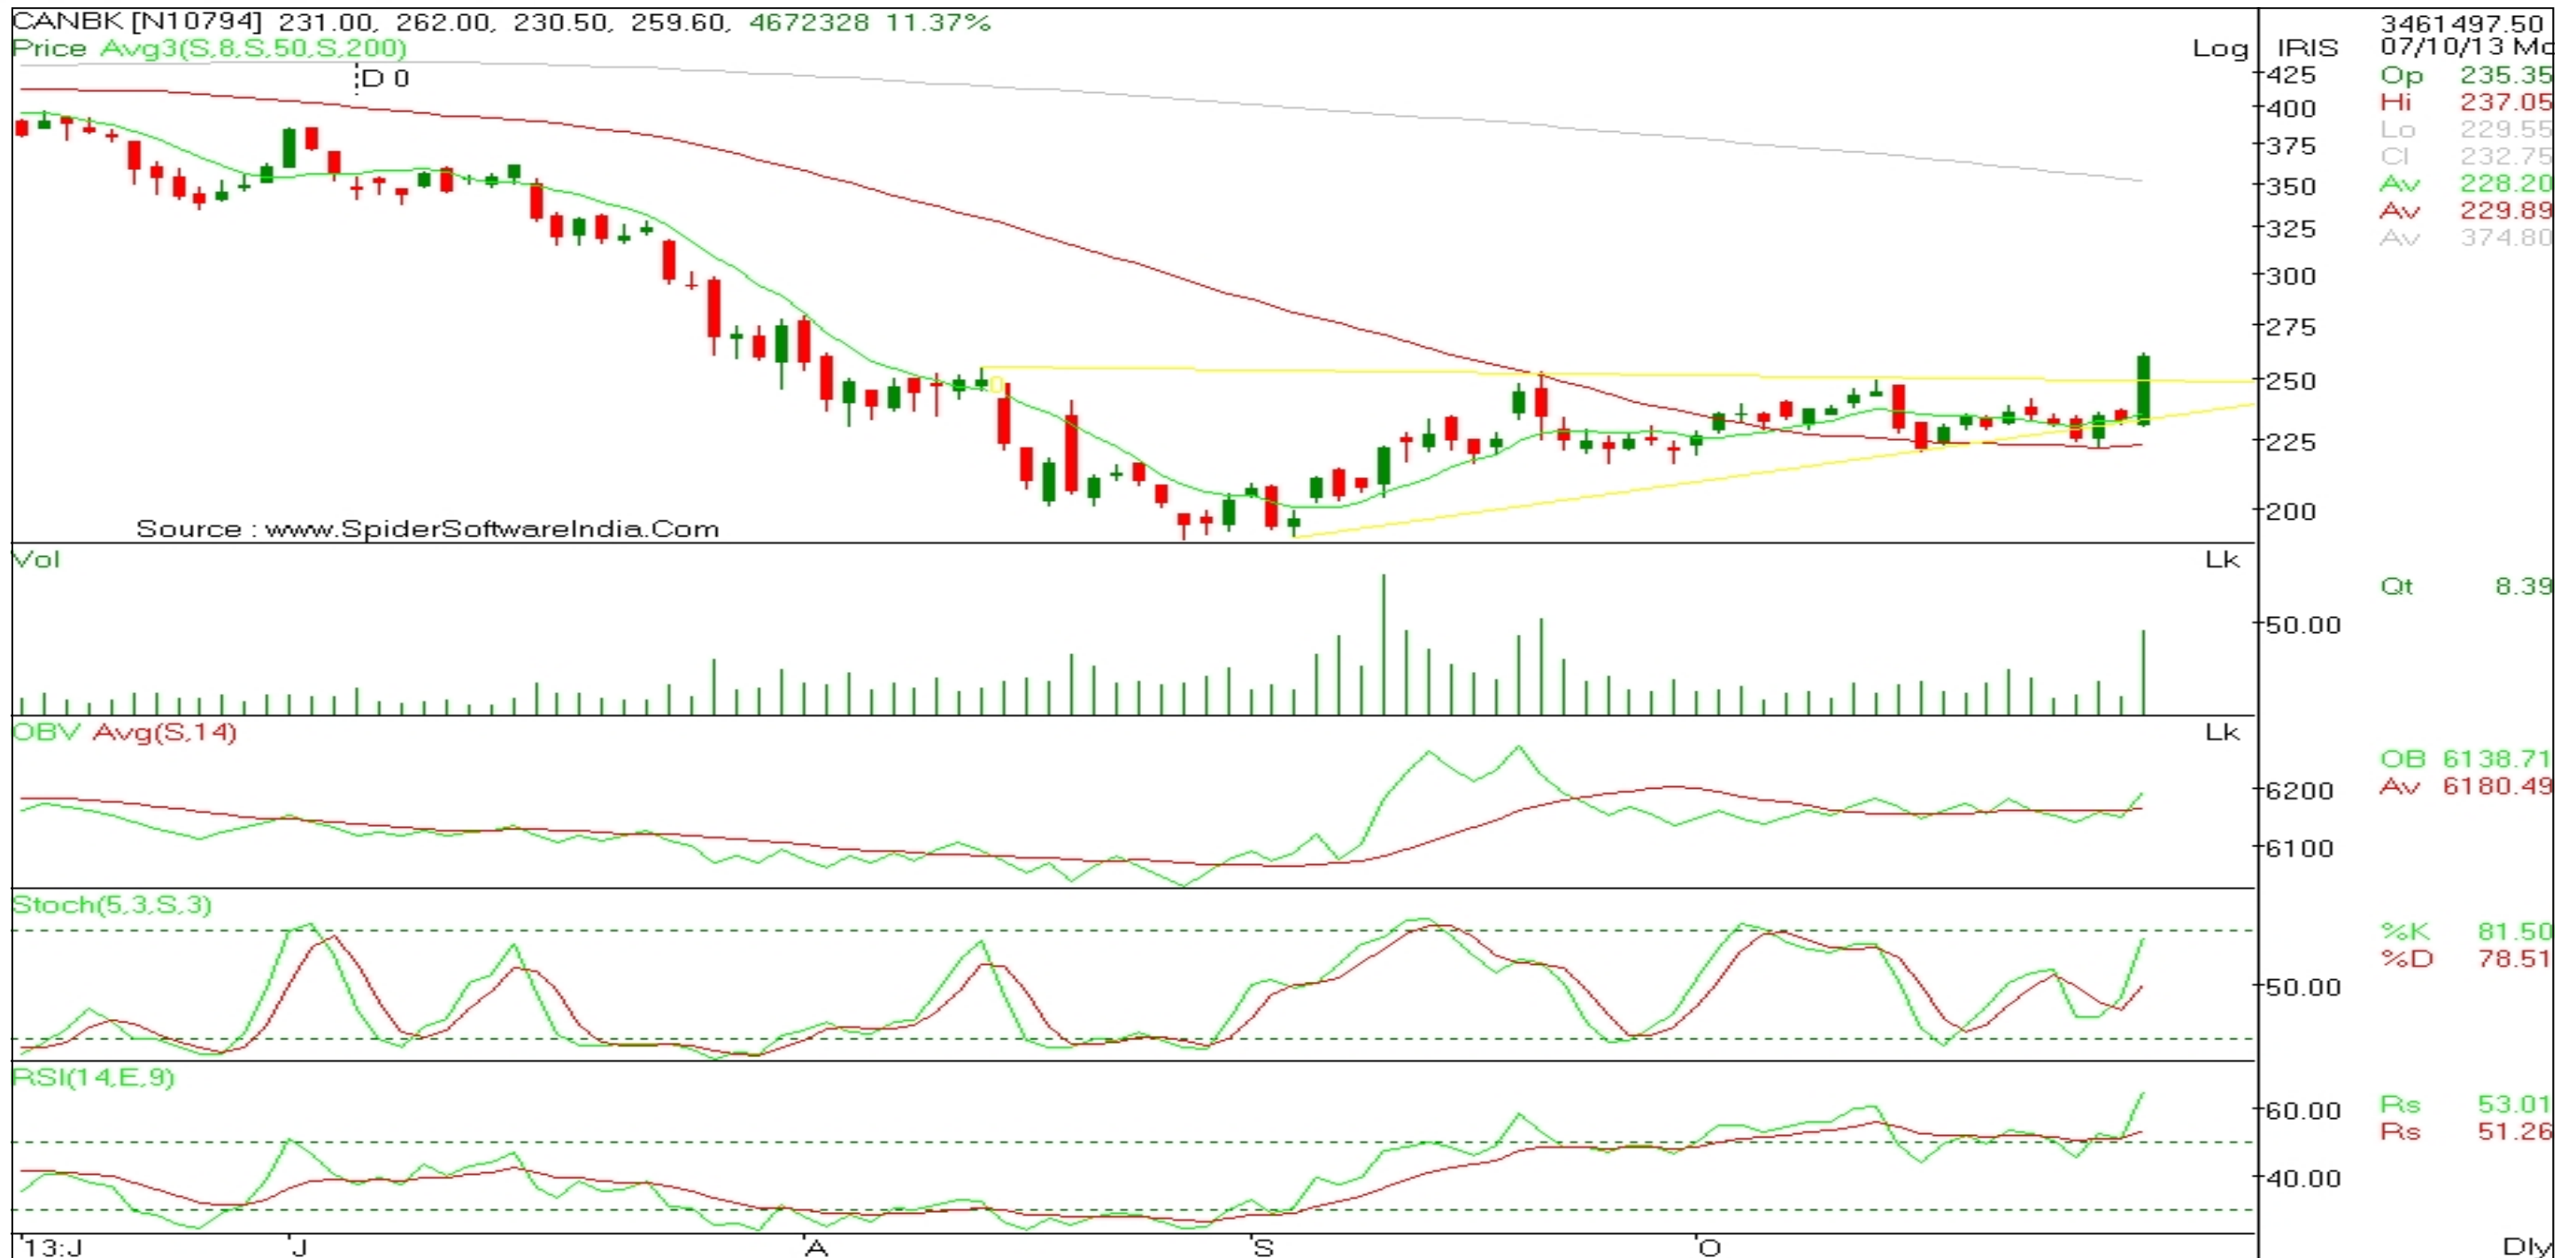 CANBK [N10794] 231.00, 262.00, 230.50, 259.60, 4672328 11.37%
3461497.50
Price Avg3(S,8,S,50,S,200)
Log IRIS
07/10/13 Mo
D 0
425
400
375
350
325
300
275
250
225
200
Op 235.35
Hi 237.05
Lo 229.55
Cl 232.75
Av 228.20
Av 229.89
Av 374.80
0
Source : www.SpiderSoftwareIndia.Com
Vol
Lk
Qt 8.39
50.00
OBV Avg(S,14)
Lk
OB 6138.71
Av 6180.49
6200
6100
Stoch(5,3,S,3)
%K 81.50
%D 78.51
50.00
RSI(14,E,9)
60.00
40.00
Rs 53.01
Rs 51.26
'13:J J A S O Dly